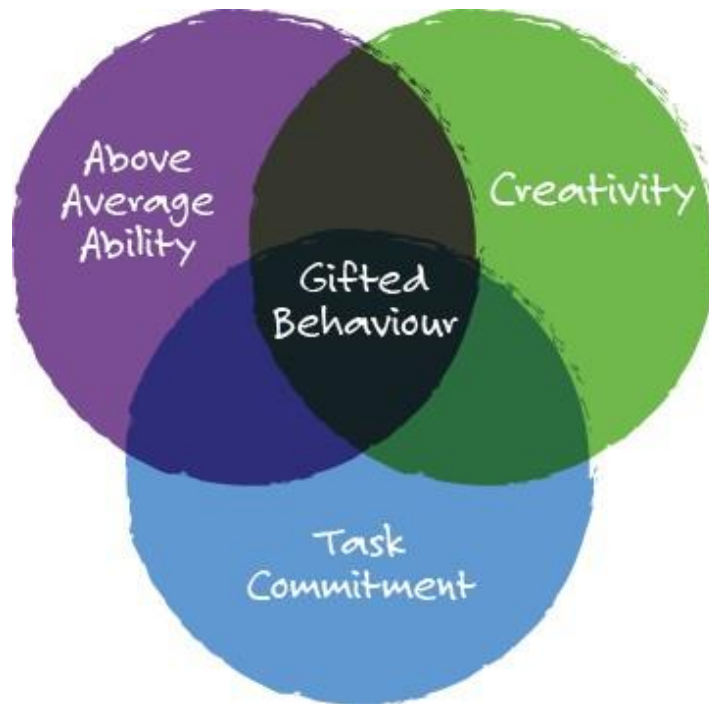 Above
Average
Ability
Creativity
Gifted
Behaviour
Task
Commitment